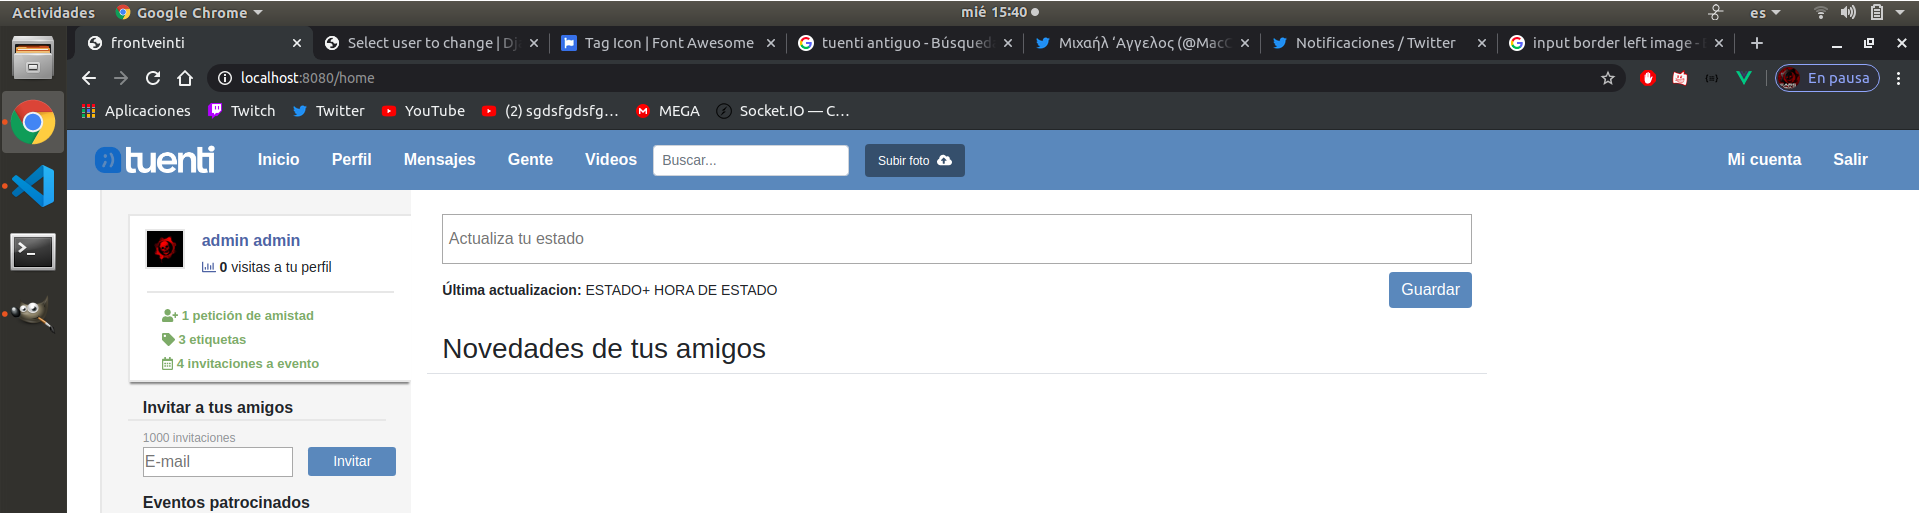 Actividades Google Chrome mié 15:40 es
frontveinti Select user to change | Dj Tag Icon | Font Awesome tuenti antiguo - Búsqued Μιχαήλ Άγγελος (@Mac Notificaciones / Twitter input border left image -
localhost:8080/home En pausa
Aplicaciones Twitch Twitter YouTube (2) sgdsfgdsfg... MEGA Socket.IO — C...
tuenti Inicio Perfil Mensajes Gente Videos Buscar... Subir foto Mi cuenta Salir
admin admin
0 visitas a tu perfil
1 petición de amistad
3 etiquetas
4 invitaciones a evento
Invitar a tus amigos
1000 invitaciones
E-mail Invitar
Eventos patrocinados
Actualiza tu estado
Última actualizacion: ESTADO+ HORA DE ESTADO Guardar
Novedades de tus amigos